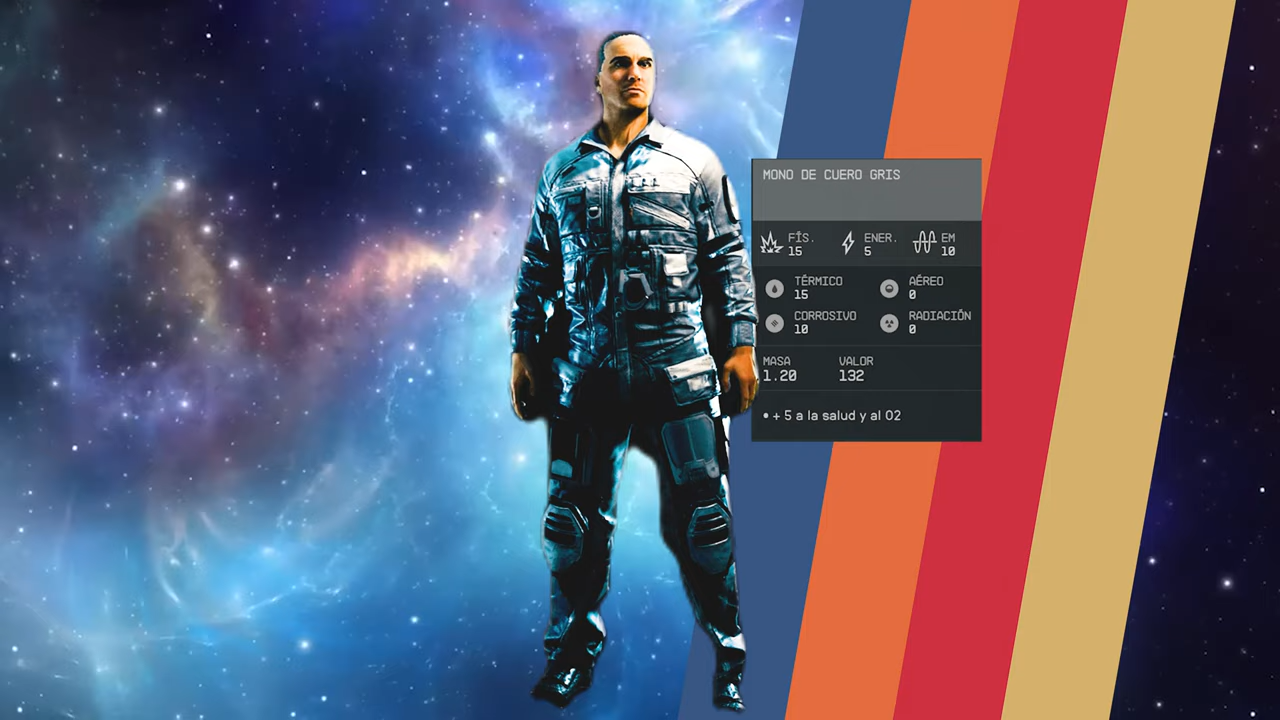 MONO DE CUERO GRIS
FÍS. ENER. EM
15 5 10
TÉRMICO AÉREO
15 0
CORROSIVO RADIACIÓN
10 0
MASA VALOR
1.20 132
• + 5 a la salud y al O2